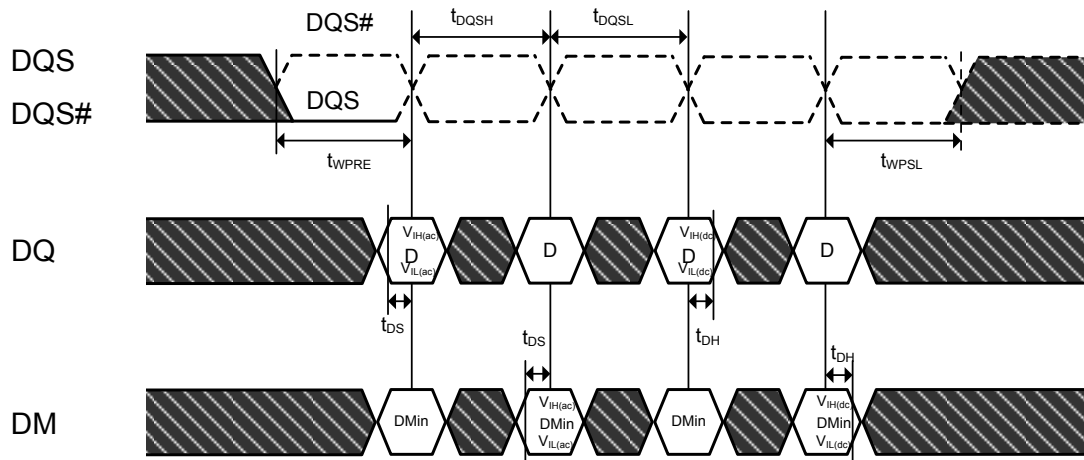 DQS#
tDQSH
tDQSL
DQS
DQS
DQS#
tWPRE
tWPSL
DQ
VIH(ac)
D
VIL(ac)
D
VIH(dc
D
VIL(dc)
D
tDS
tDS
tDH
tDH
DM
DMin
VIH(ac)
DMin
VIL(ac)
DMin
VIH(dc
DMin
VIL(dc)